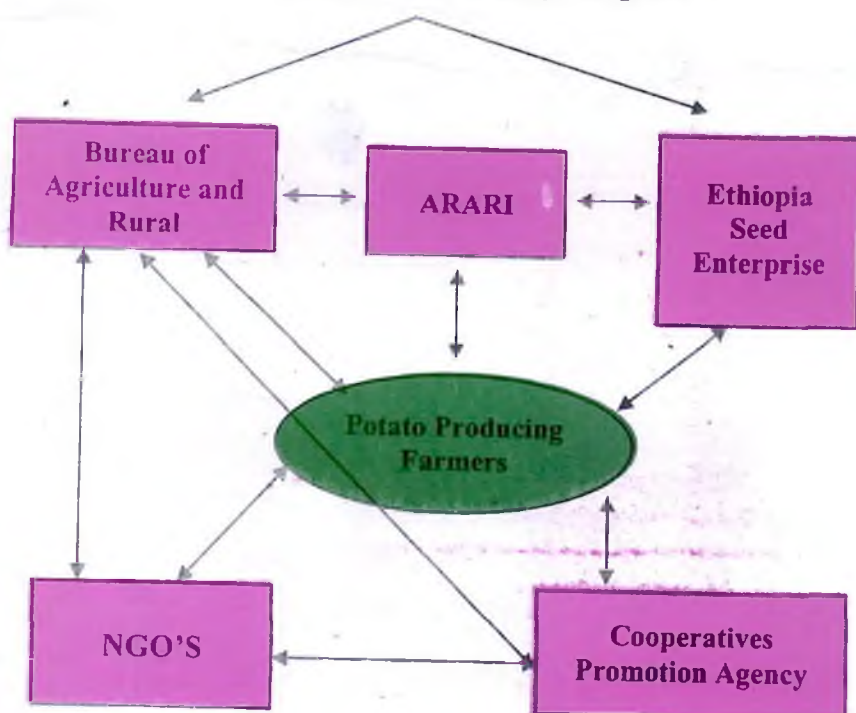 Bureau of
Agriculture and
Rural
ARARI
Ethiopia
Seed
Enterprise
Potato Producing
Farmers
NGO'S
Cooperatives
Promotion Agency